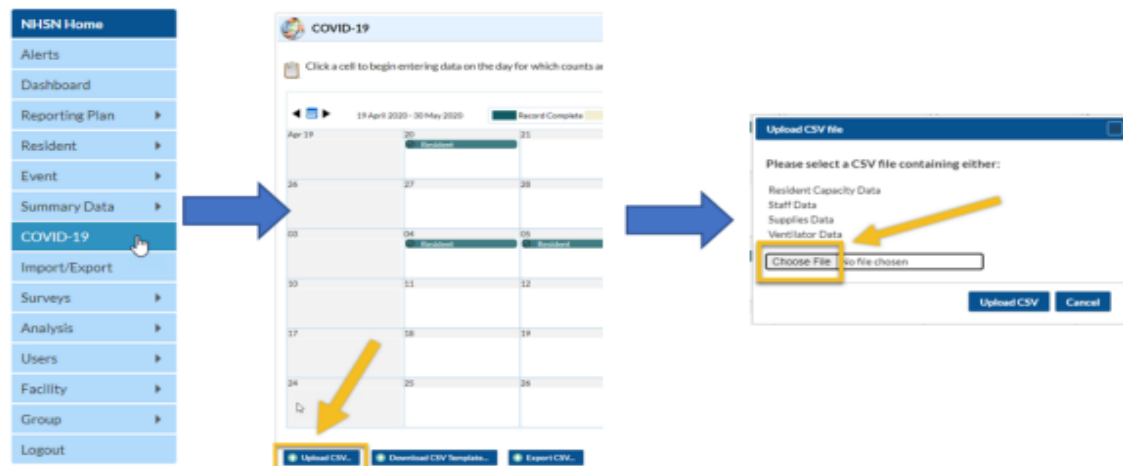 NHSN Home
Alerts
Dashboard
Reporting Plan
Resident
Event
Summary Data
COVID-19
Import/Export
Surveys
Analysis
Users
Facility
Group
Logout
COVID-19
Click a cell to begin entering data on the day for which counts a
19 April 2020 - 30 May 2020 Record Complete
Apr 19 20 21
Resident
26 27 28
03 04 05
Resident Resident
10 11 12
17 18 19
24 25 26
Upload CSV... Download CSV Template... Export CSV...
Upload CSV file
Please select a CSV file containing either:
Resident Capacity Data
Staff Data
Supplies Data
Ventilator Data
Choose File No file chosen
Upload CSV Cancel